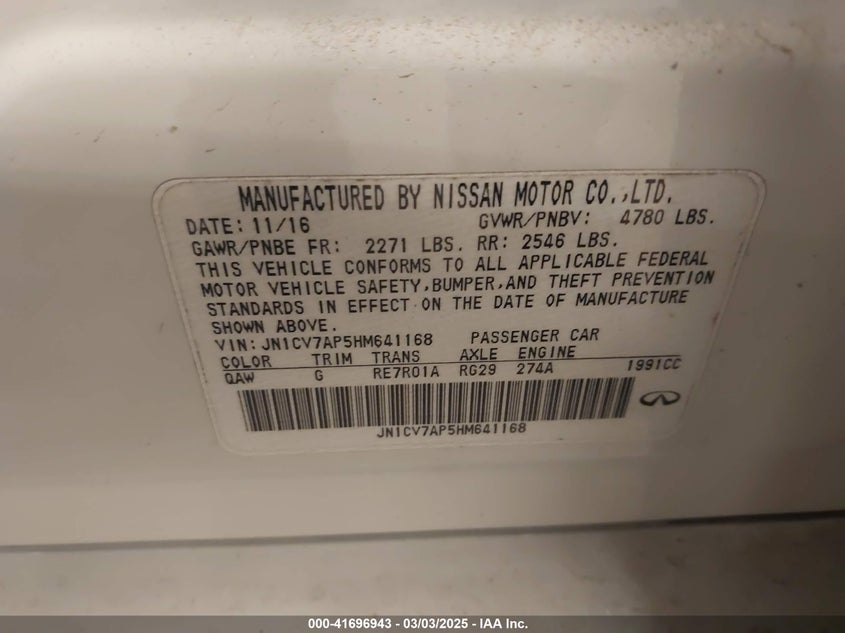 MANUFACTURED BY NISSAN MOTOR CO.,LTD.
DATE: 11/16 GVWR/PNBV: 4780 LBS.
GAWR/PNBE FR: 2271 LBS. RR: 2546 LBS.
THIS VEHICLE CONFORMS TO ALL APPLICABLE FEDERAL
MOTOR VEHICLE SAFETY,BUMPER,AND THEFT PREVENTION
STANDARDS IN EFFECT ON THE DATE OF MANUFACTURE
SHOWN ABOVE.
VIN: JN1CV7AP5HM641168 PASSENGER CAR
COLOR TRIM TRANS AXLE ENGINE
QAW G RE7R01A RG29 274A 1991CC
JN1CV7AP5HM641168
000-41696943 - 03/03/2025 - IAA Inc.